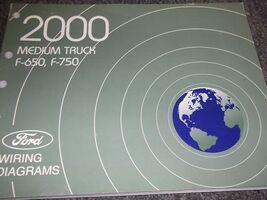 2000
MEDIUM TRUCK
F-650, F-750
Ford
WIRING
DIAGRAMS